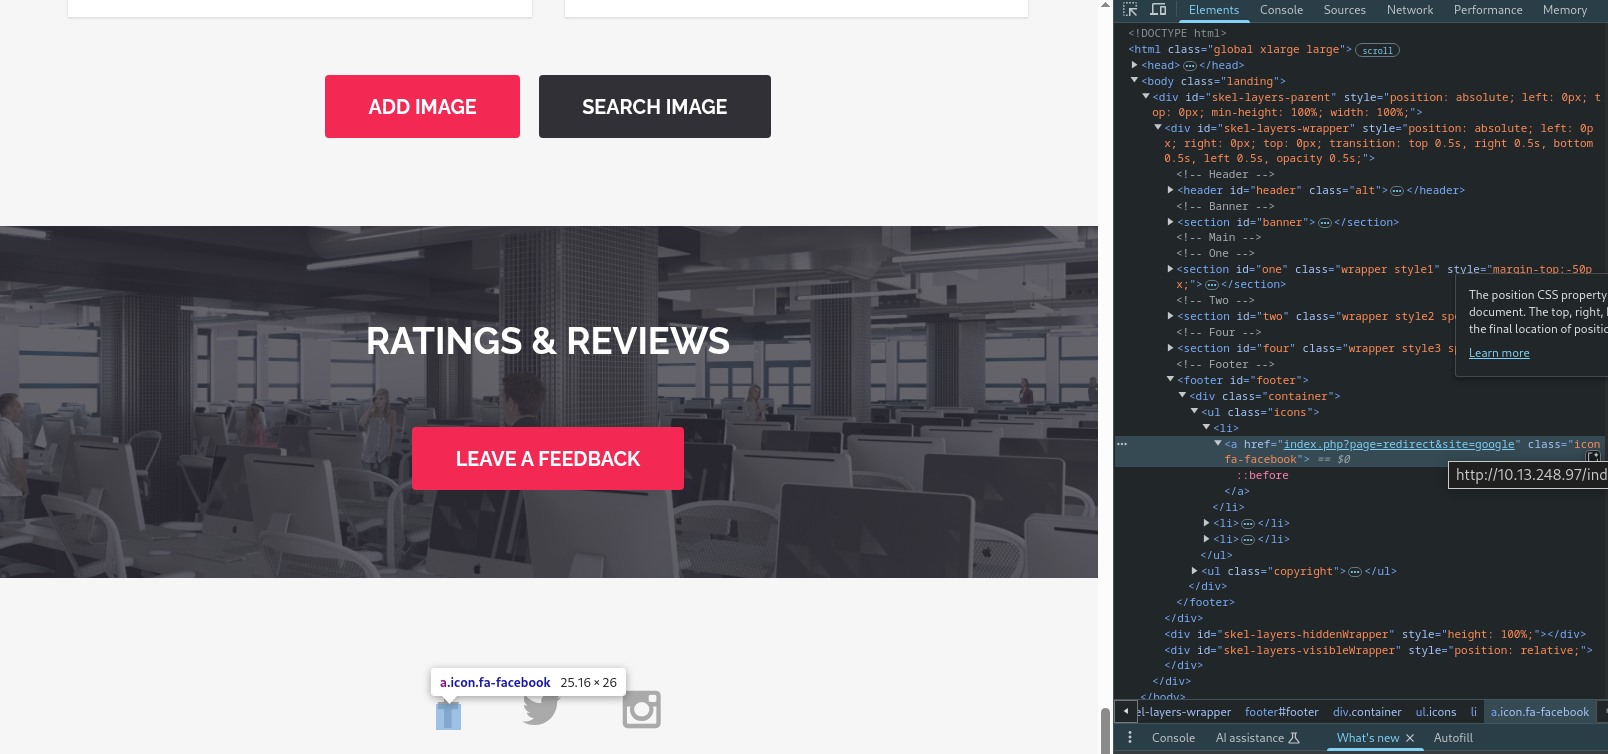 ADD IMAGE
SEARCH IMAGE
RATINGS & REVIEWS
LEAVE A FEEDBACK
a.icon.fa-facebook 25.16 × 26
Elements Console Sources Network Performance Memory
<!DOCTYPE html>
<html class="global xlarge large"> scroll
<head> ⋯ </head>
<body class="landing">
<div id="skel-layers-parent" style="position: absolute; left: 0px; t
op: 0px; min-height: 100%; width: 100%;">
<div id="skel-layers-wrapper" style="position: absolute; left: 0p
x; right: 0px; top: 0px; transition: top 0.5s, right 0.5s, bottom
0.5s, left 0.5s, opacity 0.5s;">
<!-- Header -->
<header id="header" class="alt"> ⋯ </header>
<!-- Banner -->
<section id="banner"> ⋯ </section>
<!-- Main -->
<!-- One -->
<section id="one" class="wrapper style1" style="margin-top:-50p
x;"> ⋯ </section>
<!-- Two -->
<section id="two" class="wrapper style2 sp
<!-- Four -->
<section id="four" class="wrapper style3 s
<!-- Footer -->
The position CSS property
document. The top, right,
the final location of positio
Learn more
<footer id="footer">
<div class="container">
<ul class="icons">
<li>
<a href="index.php?page=redirect&site=google" class="icon
fa-facebook"> == $0
http://10.13.248.97/ind
::before
</a>
</li>
<li> ⋯ </li>
<li> ⋯ </li>
</ul>
<ul class="copyright"> ⋯ </ul>
</div>
</footer>
</div>
<div id="skel-layers-hiddenWrapper" style="height: 100%;"></div>
<div id="skel-layers-visibleWrapper" style="position: relative;">
</div>
</div>
</body>
el-layers-wrapper footer#footer div.container ul.icons li a.icon.fa-facebook
Console AI assistance What's new Autofill